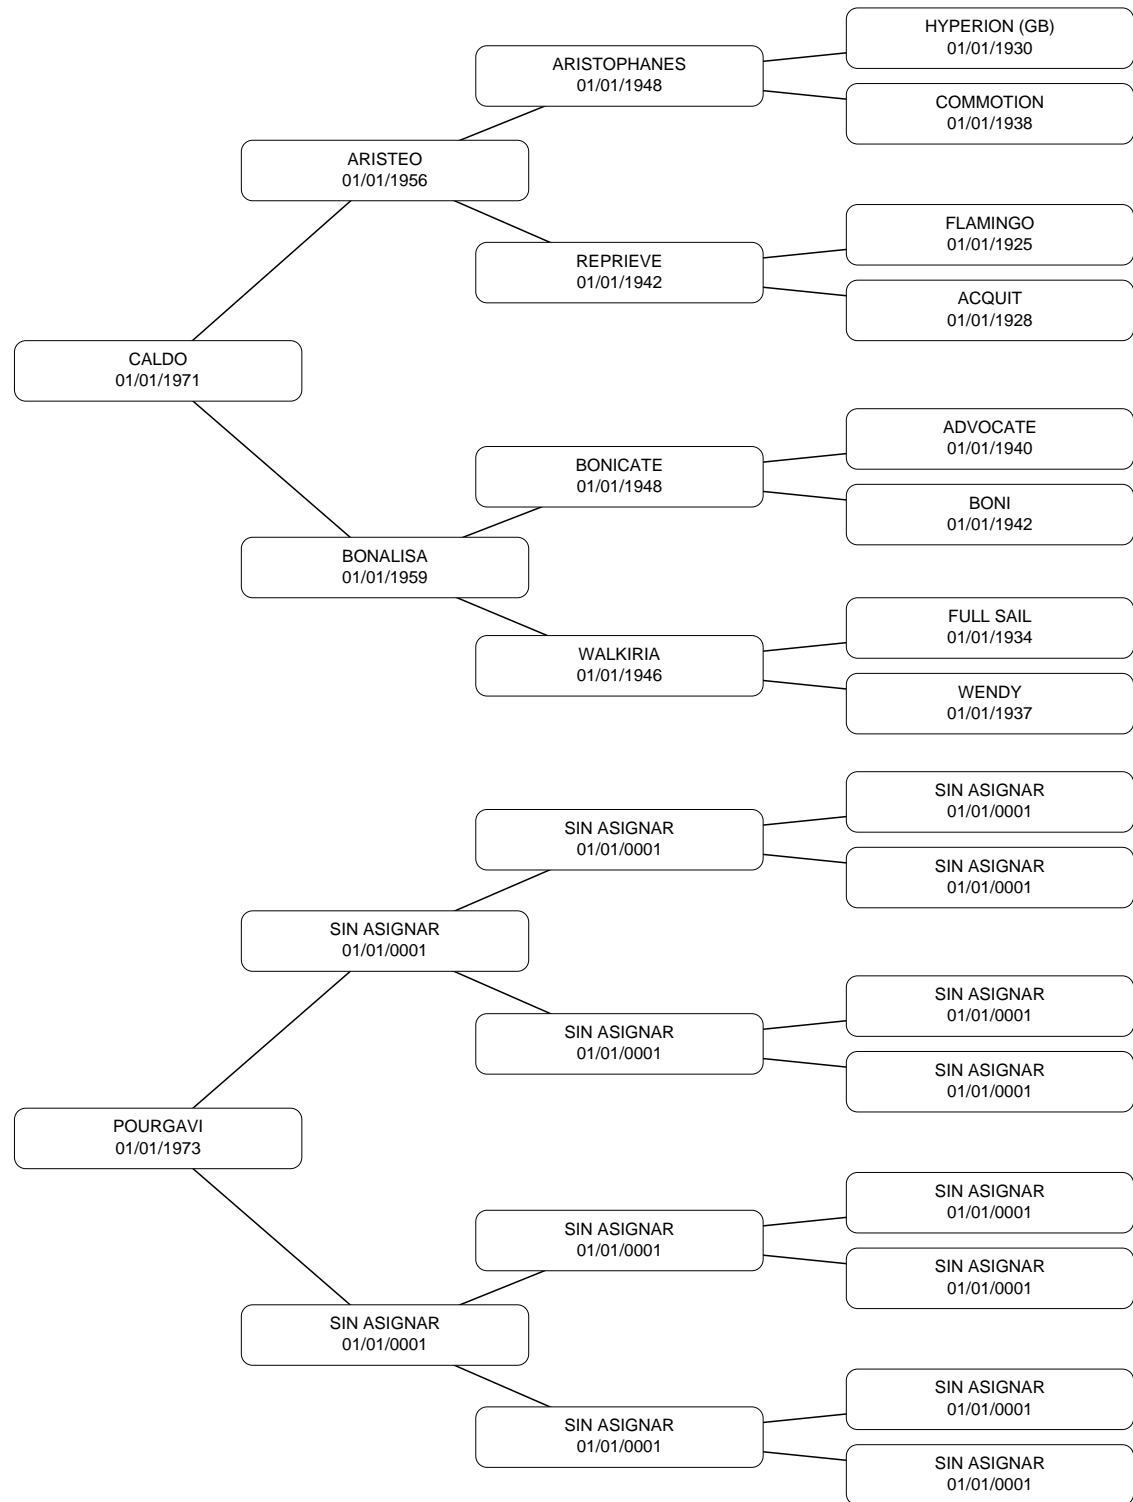 HYPERION (GB)
01/01/1930
ARISTOPHANES
01/01/1948
COMMOTION
01/01/1938
ARISTEO
01/01/1956
FLAMINGO
01/01/1925
REPRIEVE
01/01/1942
ACQUIT
01/01/1928
CALDO
01/01/1971
ADVOCATE
01/01/1940
BONICATE
01/01/1948
BONI
01/01/1942
BONALISA
01/01/1959
FULL SAIL
01/01/1934
WALKIRIA
01/01/1946
WENDY
01/01/1937
SIN ASIGNAR
01/01/0001
SIN ASIGNAR
01/01/0001
SIN ASIGNAR
01/01/0001
SIN ASIGNAR
01/01/0001
SIN ASIGNAR
01/01/0001
SIN ASIGNAR
01/01/0001
SIN ASIGNAR
01/01/0001
POURGAVI
01/01/1973
SIN ASIGNAR
01/01/0001
SIN ASIGNAR
01/01/0001
SIN ASIGNAR
01/01/0001
SIN ASIGNAR
01/01/0001
SIN ASIGNAR
01/01/0001
SIN ASIGNAR
01/01/0001
SIN ASIGNAR
01/01/0001